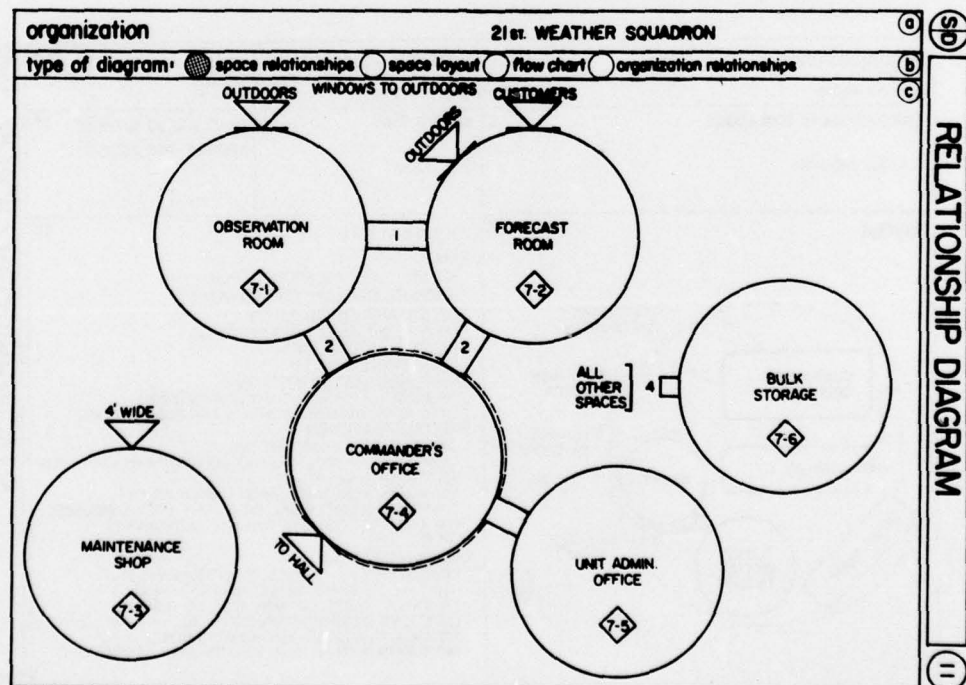 organization 21 ST. WEATHER SQUADRON a
type of diagram: space relationships space layout flow chart organization relationships b
c
OUTDOORS
WINDOWS TO OUTDOORS
CUSTOMERS
OUTDOORS
OBSERVATION
ROOM
7-1
1
FORECAST
ROOM
7-2
2
2
ALL
OTHER
SPACES
4
BULK
STORAGE
7-6
4' WIDE
COMMANDER'S
OFFICE
7-4
TO HALL
MAINTENANCE
SHOP
7-3
UNIT ADMIN.
OFFICE
7-5
SID
RELATIONSHIP DIAGRAM
11